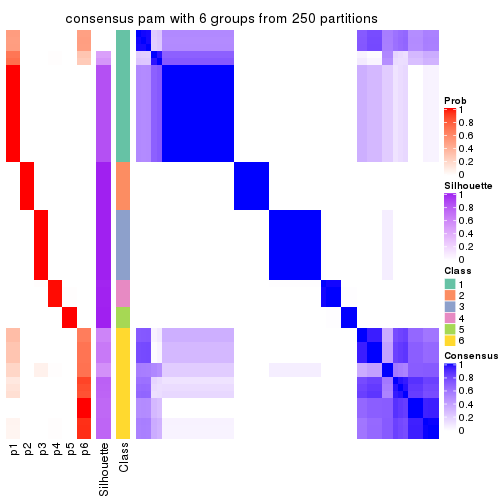 consensus pam with 6 groups from 250 partitions
Prob
1
0.8
0.6
0.4
0.2
0
Silhouette
1
0.8
0.6
0.4
0.2
0
Class
1
2
3
4
5
6
Consensus
1
0.8
0.6
0.4
0.2
0
p1
p2
p3
p4
p5
p6
Silhouette
Class